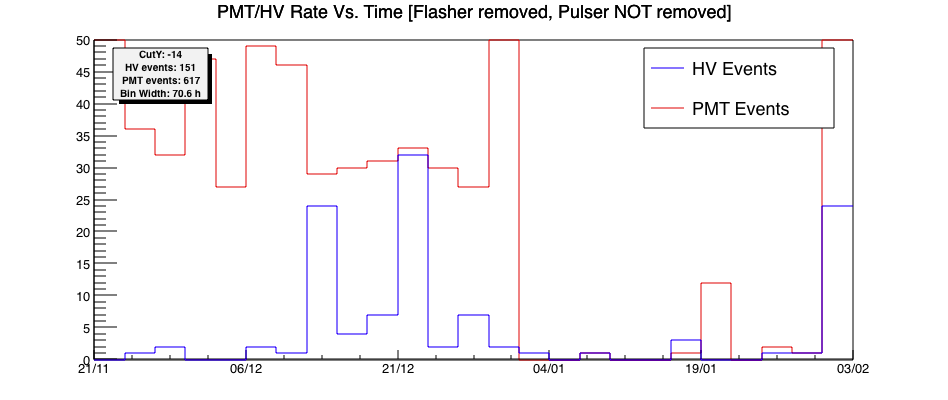 PMT/HV Rate Vs. Time [Flasher removed, Pulser NOT removed]
50
45
40
35
30
25
20
15
10
5
0
CutY: -14
HV events: 151
PMT events: 617
Bin Width: 70.6 h
HV Events
PMT Events
21/11 06/12 21/12 04/01 19/01 03/02